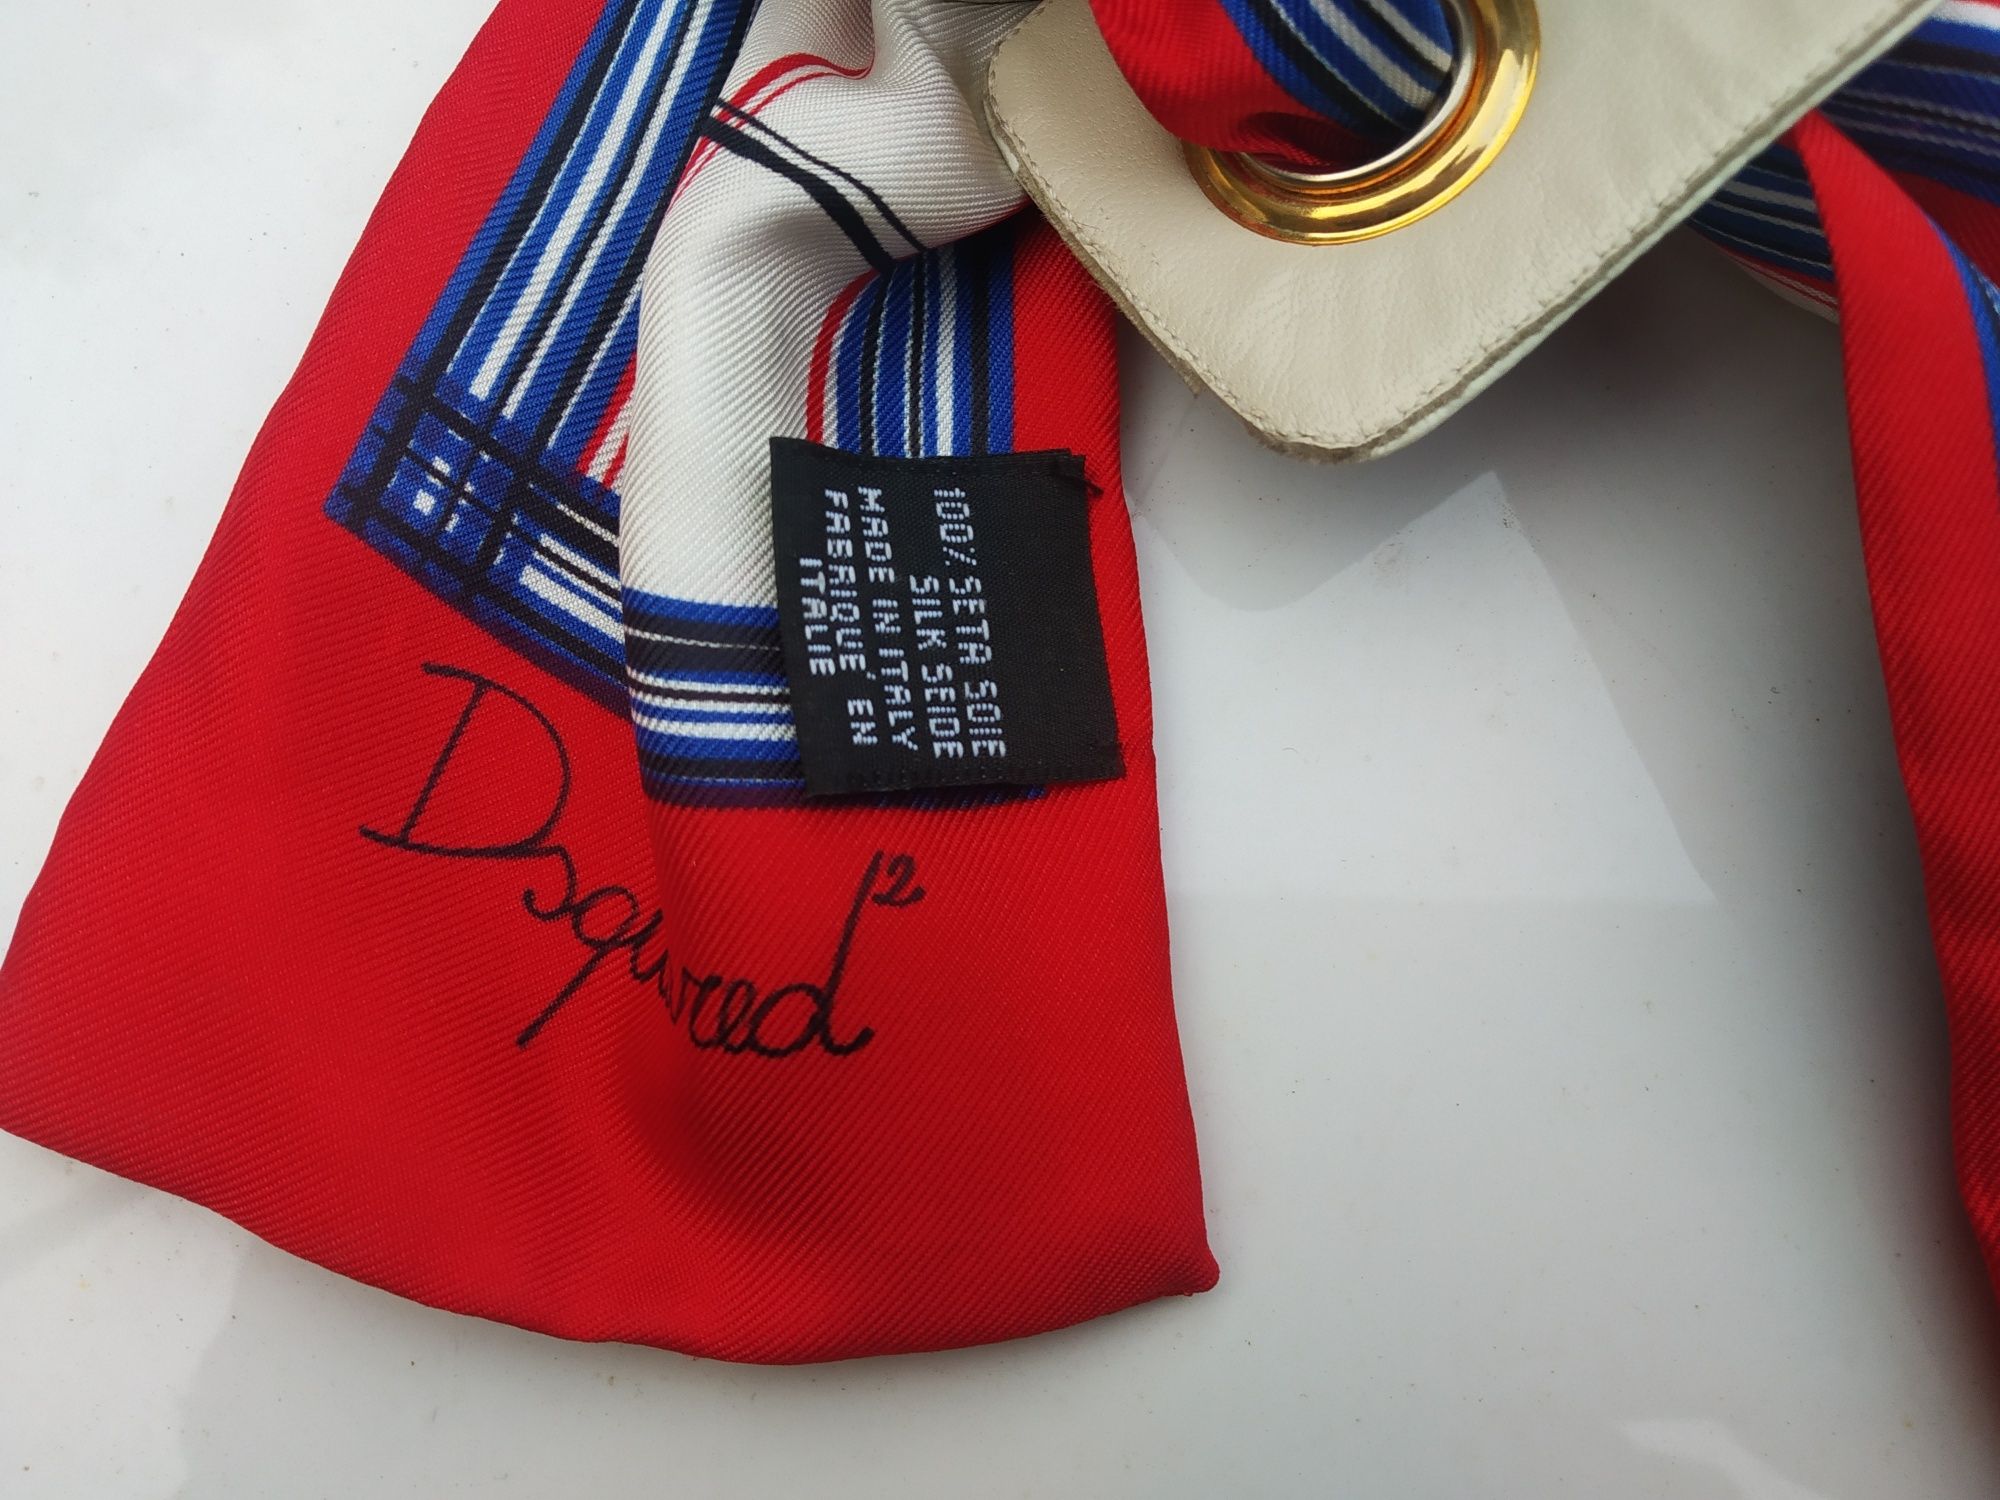 100% SETA SOIE
SILK SEIDE
MADE IN ITALY
FABRIQUE' EN
ITALIE
Dsquared²